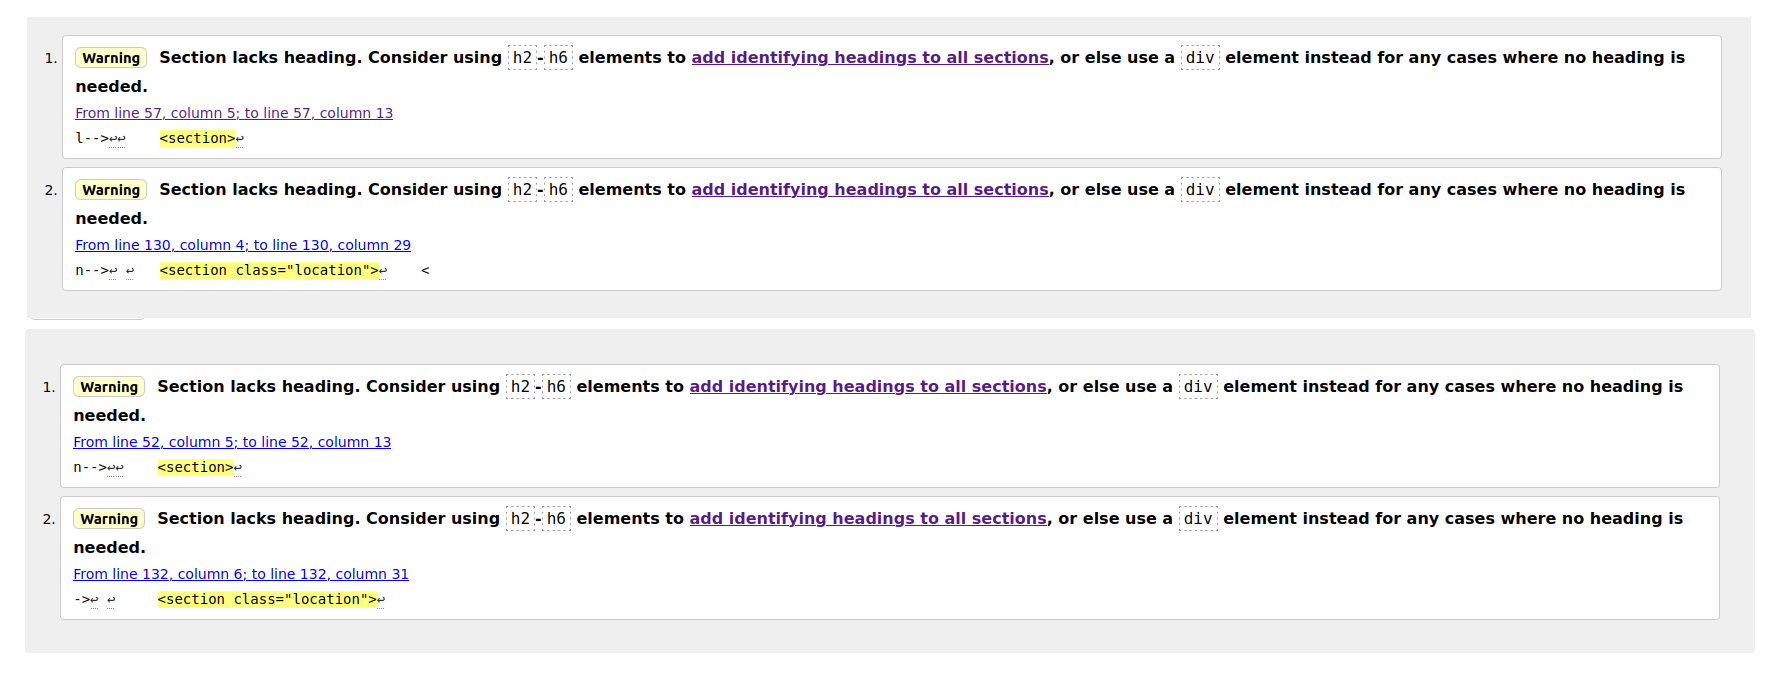 1. Warning Section lacks heading. Consider using h2-h6 elements to add identifying headings to all sections, or else use a div element instead for any cases where no heading is
needed.
From line 57, column 5; to line 57, column 13
l-->↩↩    <section>↩
2. Warning Section lacks heading. Consider using h2-h6 elements to add identifying headings to all sections, or else use a div element instead for any cases where no heading is
needed.
From line 130, column 4; to line 130, column 29
n-->↩ ↩   <section class="location">↩    <
1. Warning Section lacks heading. Consider using h2-h6 elements to add identifying headings to all sections, or else use a div element instead for any cases where no heading is
needed.
From line 52, column 5; to line 52, column 13
n-->↩↩    <section>↩
2. Warning Section lacks heading. Consider using h2-h6 elements to add identifying headings to all sections, or else use a div element instead for any cases where no heading is
needed.
From line 132, column 6; to line 132, column 31
->↩ ↩     <section class="location">↩